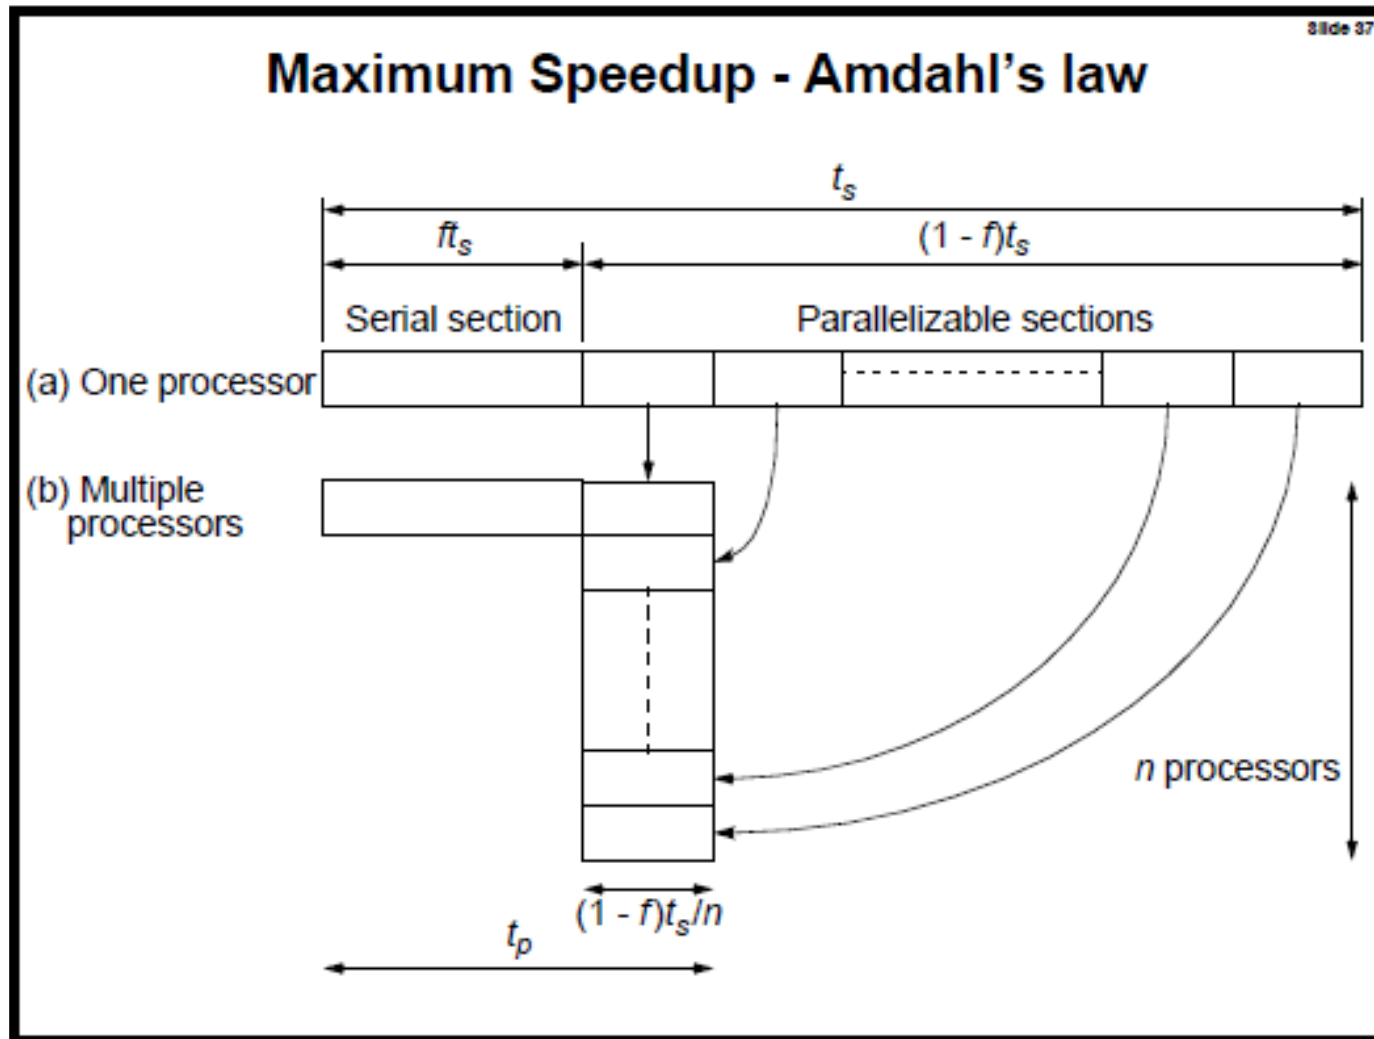 Slide 37
Maximum Speedup - Amdahl's law
ts
fts
(1 - f)ts
Serial section
Parallelizable sections
(a) One processor
(b) Multiple
processors
n processors
(1 - f)ts/n
tp